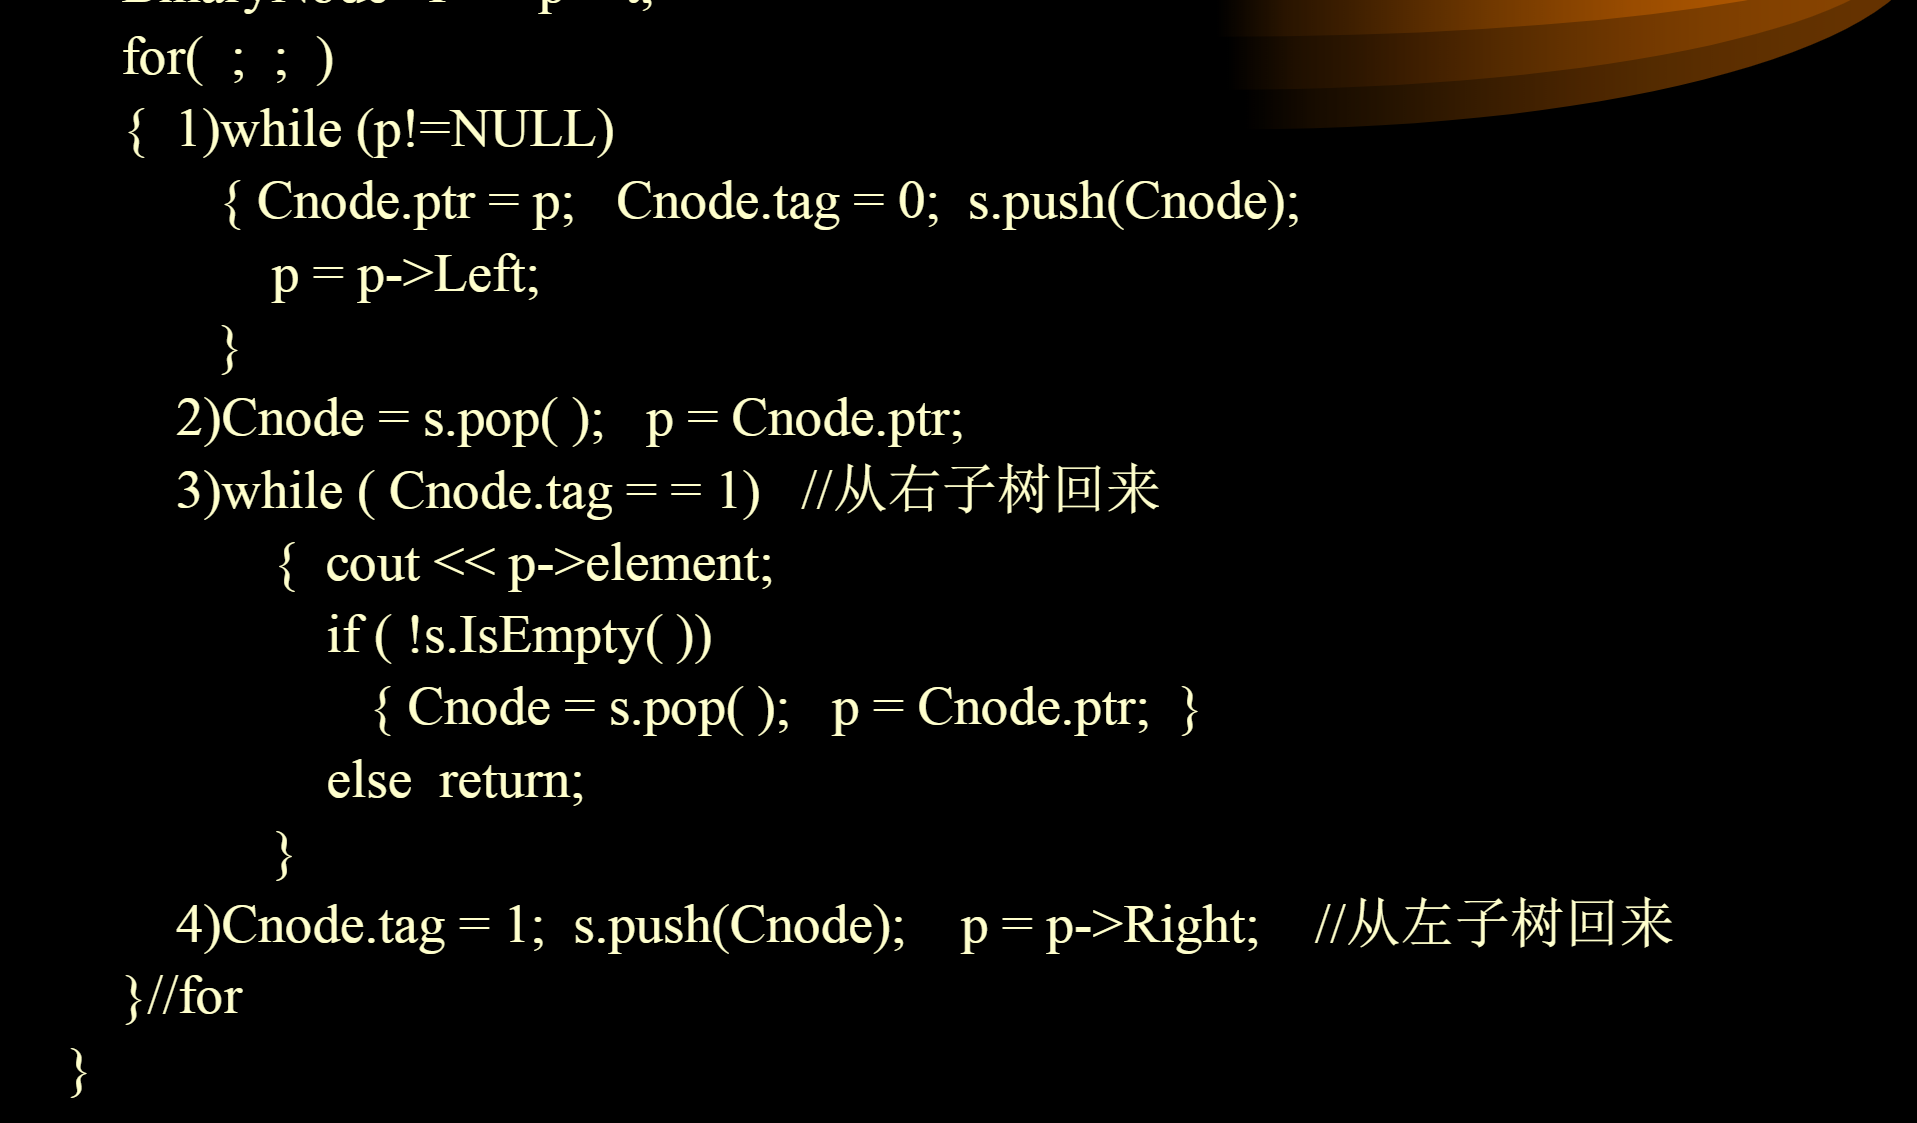 for(  ;  ;  )
{  1)while (p!=NULL)
{ Cnode.ptr = p;   Cnode.tag = 0;  s.push(Cnode);
p = p->Left;
}
2)Cnode = s.pop( );   p = Cnode.ptr;
3)while ( Cnode.tag = = 1)   //从右子树回来
{  cout << p->element;
if ( !s.IsEmpty( ))
{ Cnode = s.pop( );   p = Cnode.ptr;  }
else  return;
}
4)Cnode.tag = 1;  s.push(Cnode);    p = p->Right;    //从左子树回来
}//for
}